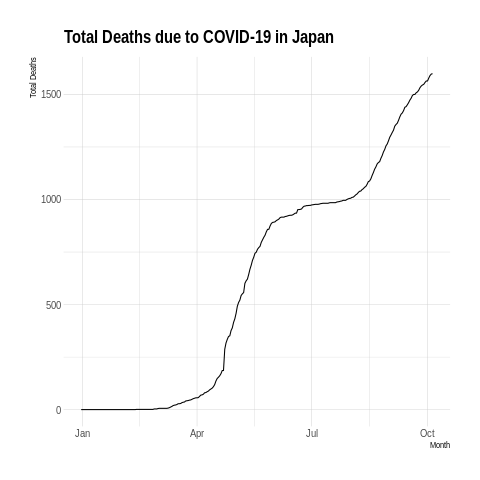 Total Deaths due to COVID-19 in Japan
Total Deaths
1500
1000
500
0
Jan Apr Jul Oct
Month